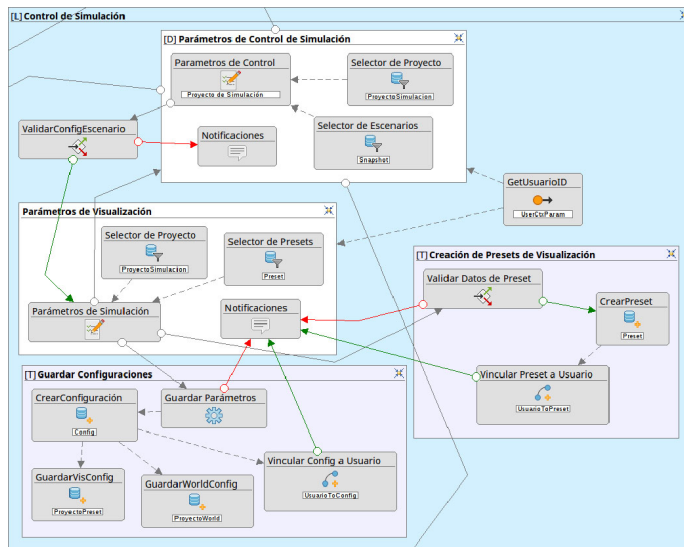 [L] Control de Simulación
[D] Parámetros de Control de Simulación
Parametros de Control
Proyecto de Simulación
Selector de Proyecto
ProyectoSimulacion
Selector de Escenarios
Snapshot
Notificaciones
ValidarConfigEscenario
GetUsuarioID
UserCtxParam
Parámetros de Visualización
Selector de Proyecto
ProyectoSimulacion
Selector de Presets
Preset
Parámetros de Simulación
Notificaciones
[T] Creación de Presets de Visualización
Validar Datos de Preset
CrearPreset
Preset
Vincular Preset a Usuario
UsuarioToPreset
[T] Guardar Configuraciones
CrearConfiguración
Config
Guardar Parámetros
Vincular Config a Usuario
UsuarioToConfig
GuardarVisConfig
ProyectoPreset
GuardarWorldConfig
ProyectoWorld